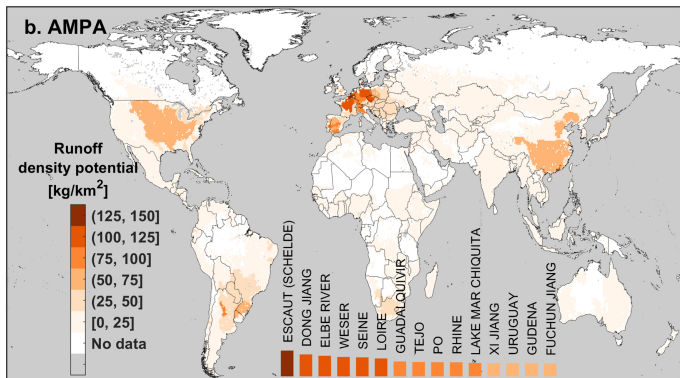 b. AMPA
Runoff
density potential
[kg/km2]
(125, 150]
(100, 125]
(75, 100]
(50, 75]
(25, 50]
[0, 25]
No data
ESCAUT (SCHELDE)
DONG JIANG
ELBE RIVER
WESER
SEINE
LOIRE
GUADALQUIVIR
TEJO
PO
RHINE
LAKE MAR CHIQUITA
XI JIANG
URUGUAY
GUDENA
FUCHUN JIANG